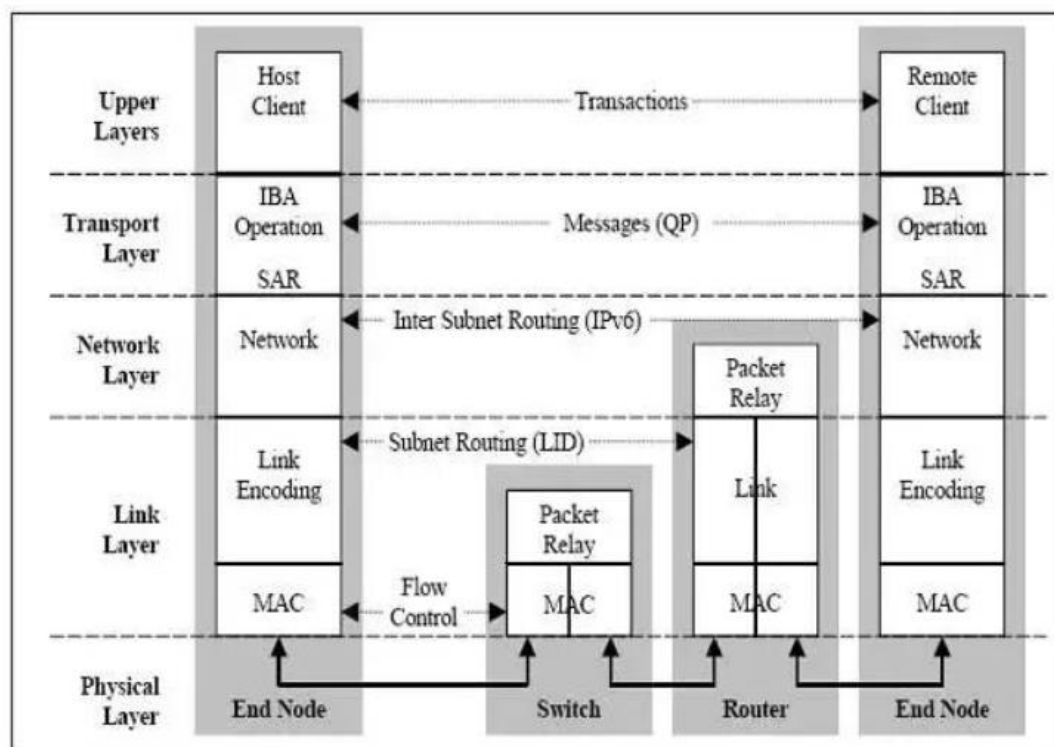 Host
Client
Remote
Client
Upper
Layers
Transactions
IBA
Operation
IBA
Operation
Transport
Layer
Messages (QP)
SAR
SAR
Inter Subnet Routing (IPv6)
Network
Layer
Network
Network
Packet
Relay
Subnet Routing (LID)
Link
Encoding
Link
Link
Encoding
Link
Layer
Packet
Relay
Flow
Control
MAC
MAC
MAC
MAC
Physical
Layer
End Node
Switch
Router
End Node